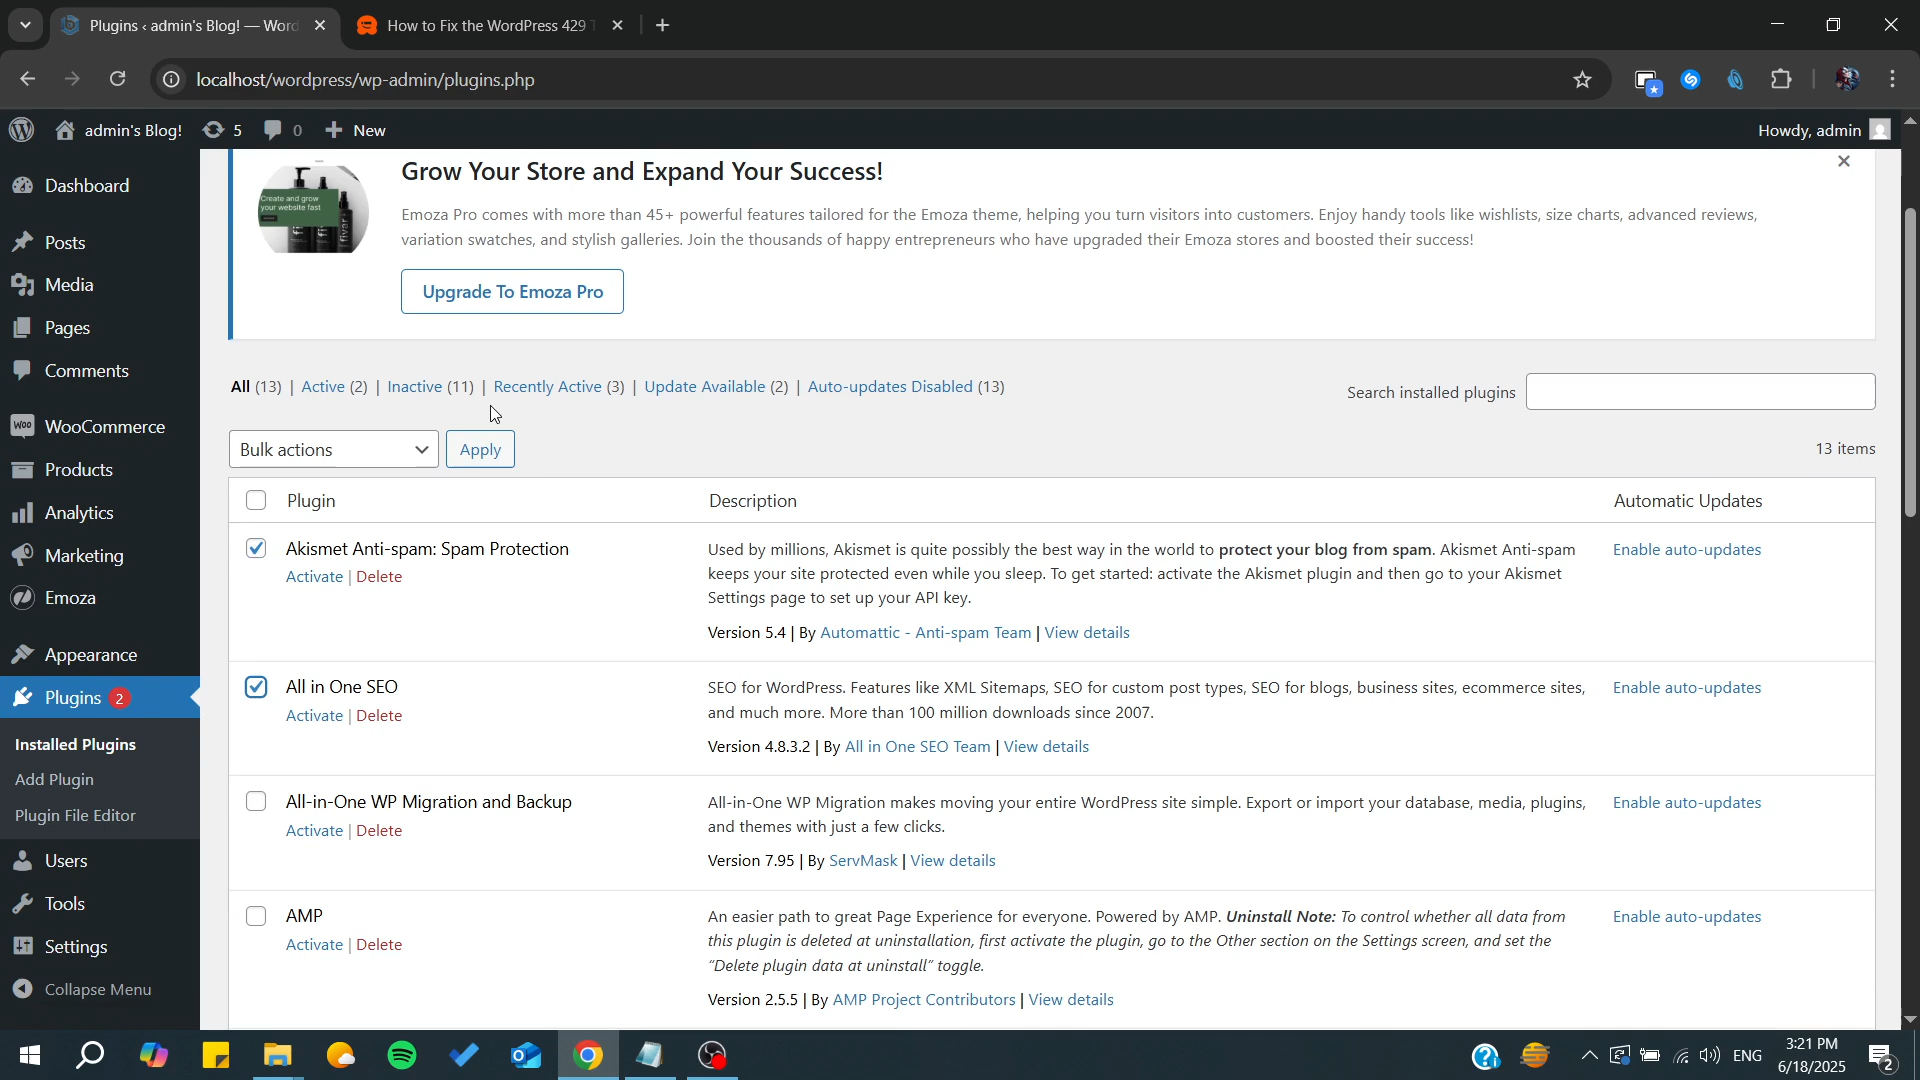 Plugins ‹ admin's Blog! — Word
How to Fix the WordPress 429 T
localhost/wordpress/wp-admin/plugins.php
admin's Blog! 5 0 New
Howdy, admin
Dashboard
Posts
Media
Pages
Comments
WooCommerce
Products
Analytics
Marketing
Emoza
Appearance
Plugins 2
Installed Plugins
Add Plugin
Plugin File Editor
Users
Tools
Settings
Collapse Menu
Create and grow
your website fast
Grow Your Store and Expand Your Success!
Emoza Pro comes with more than 45+ powerful features tailored for the Emoza theme, helping you turn visitors into customers. Enjoy handy tools like wishlists, size charts, advanced reviews,
variation swatches, and stylish galleries. Join the thousands of happy entrepreneurs who have upgraded their Emoza stores and boosted their success!
Upgrade To Emoza Pro
All (13) | Active (2) | Inactive (11) | Recently Active (3) | Update Available (2) | Auto-updates Disabled (13)
Search installed plugins
Bulk actions
Apply
13 items
Plugin Description Automatic Updates
Akismet Anti-spam: Spam Protection
Activate | Delete
Used by millions, Akismet is quite possibly the best way in the world to protect your blog from spam. Akismet Anti-spam
keeps your site protected even while you sleep. To get started: activate the Akismet plugin and then go to your Akismet
Settings page to set up your API key.
Version 5.4 | By Automattic - Anti-spam Team | View details
Enable auto-updates
All in One SEO
Activate | Delete
SEO for WordPress. Features like XML Sitemaps, SEO for custom post types, SEO for blogs, business sites, ecommerce sites,
and much more. More than 100 million downloads since 2007.
Version 4.8.3.2 | By All in One SEO Team | View details
Enable auto-updates
All-in-One WP Migration and Backup
Activate | Delete
All-in-One WP Migration makes moving your entire WordPress site simple. Export or import your database, media, plugins,
and themes with just a few clicks.
Version 7.95 | By ServMask | View details
Enable auto-updates
AMP
Activate | Delete
An easier path to great Page Experience for everyone. Powered by AMP. Uninstall Note: To control whether all data from
this plugin is deleted at uninstallation, first activate the plugin, go to the Other section on the Settings screen, and set the
“Delete plugin data at uninstall” toggle.
Version 2.5.5 | By AMP Project Contributors | View details
Enable auto-updates
ENG
3:21 PM
6/18/2025
2